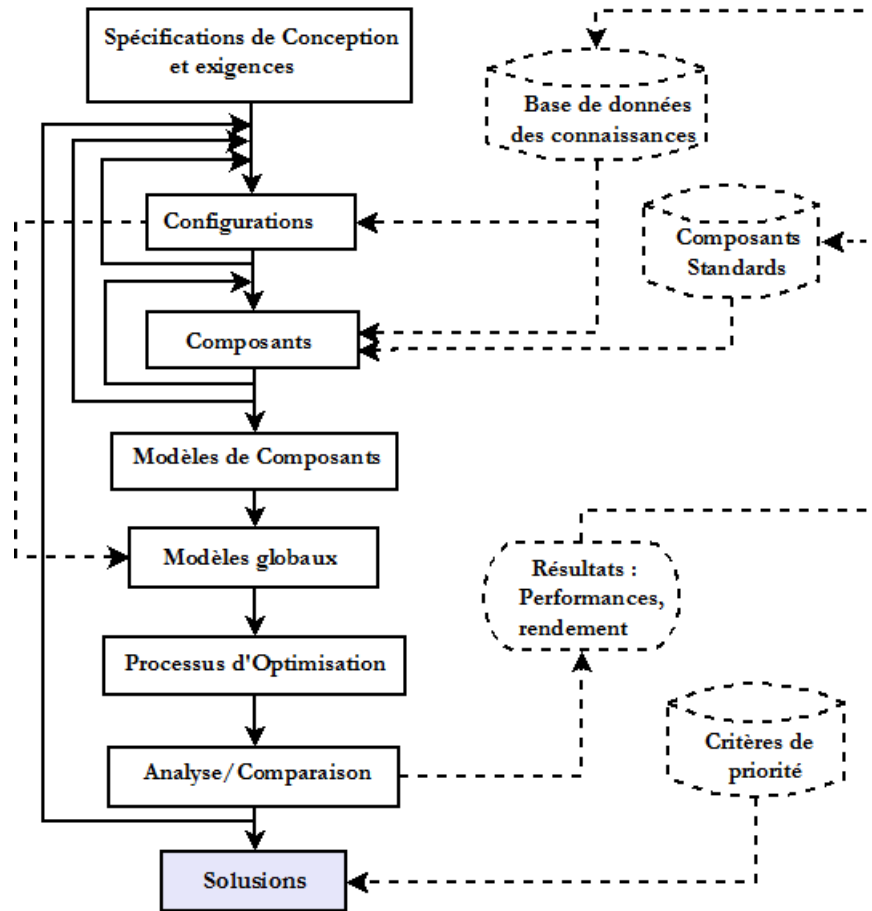 Spécifications de Conception
et exigences
Base de données
des connaissances
Configurations
Composants
Standards
Composants
Modèles de Composants
Modèles globaux
Résultats :
Performances,
rendement
Processus d'Optimisation
Critères de
priorité
Analyse/Comparaison
Solusions